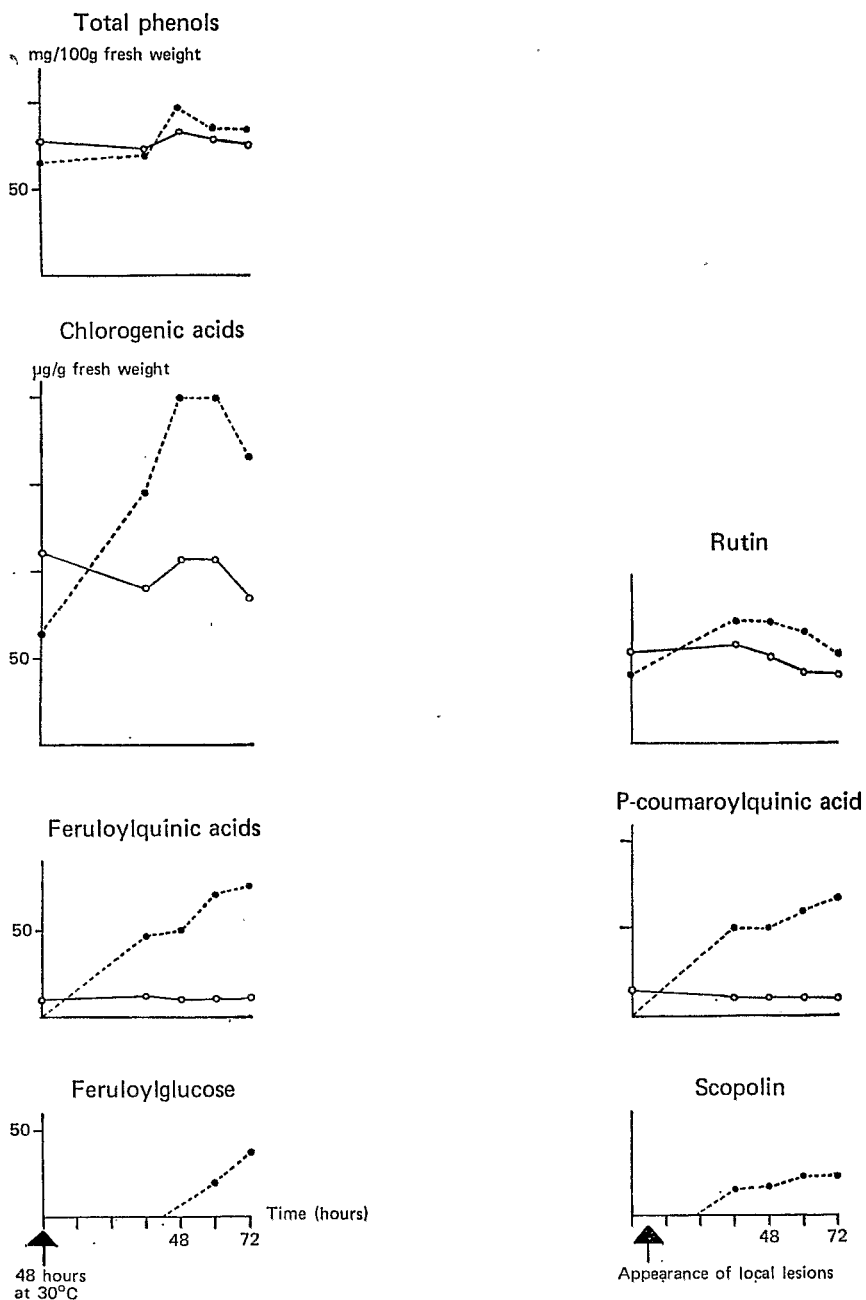 Total phenols
mg/100g fresh weight
50
Chlorogenic acids
µg/g fresh weight
50
Rutin
Feruloylquinic acids
50
P-coumaroylquinic acid
Feruloylglucose
50
Time (hours)
48 72
48 hours
at 30°C
Scopolin
48 72
Appearance of local lesions